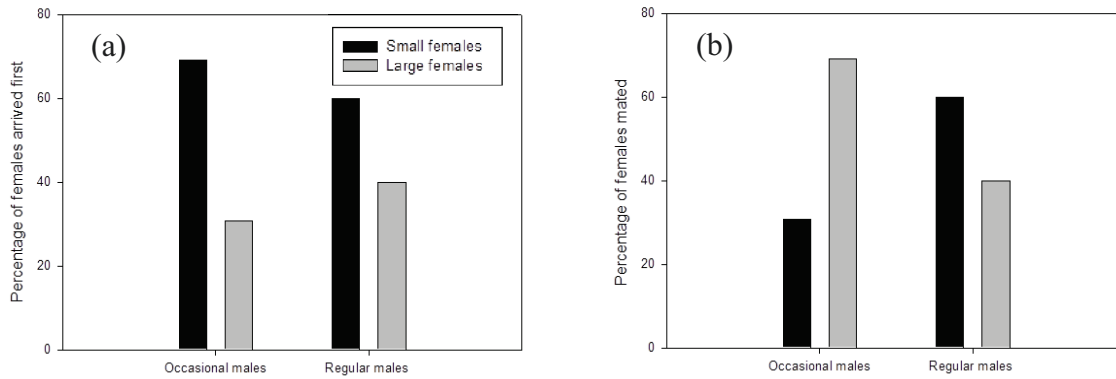 (a)
Small females
Large females
Percentage of females arrived first
80
60
40
20
0
Occasional males
Regular males
(b)
Percentage of females mated
80
60
40
20
0
Occasional males
Regular males